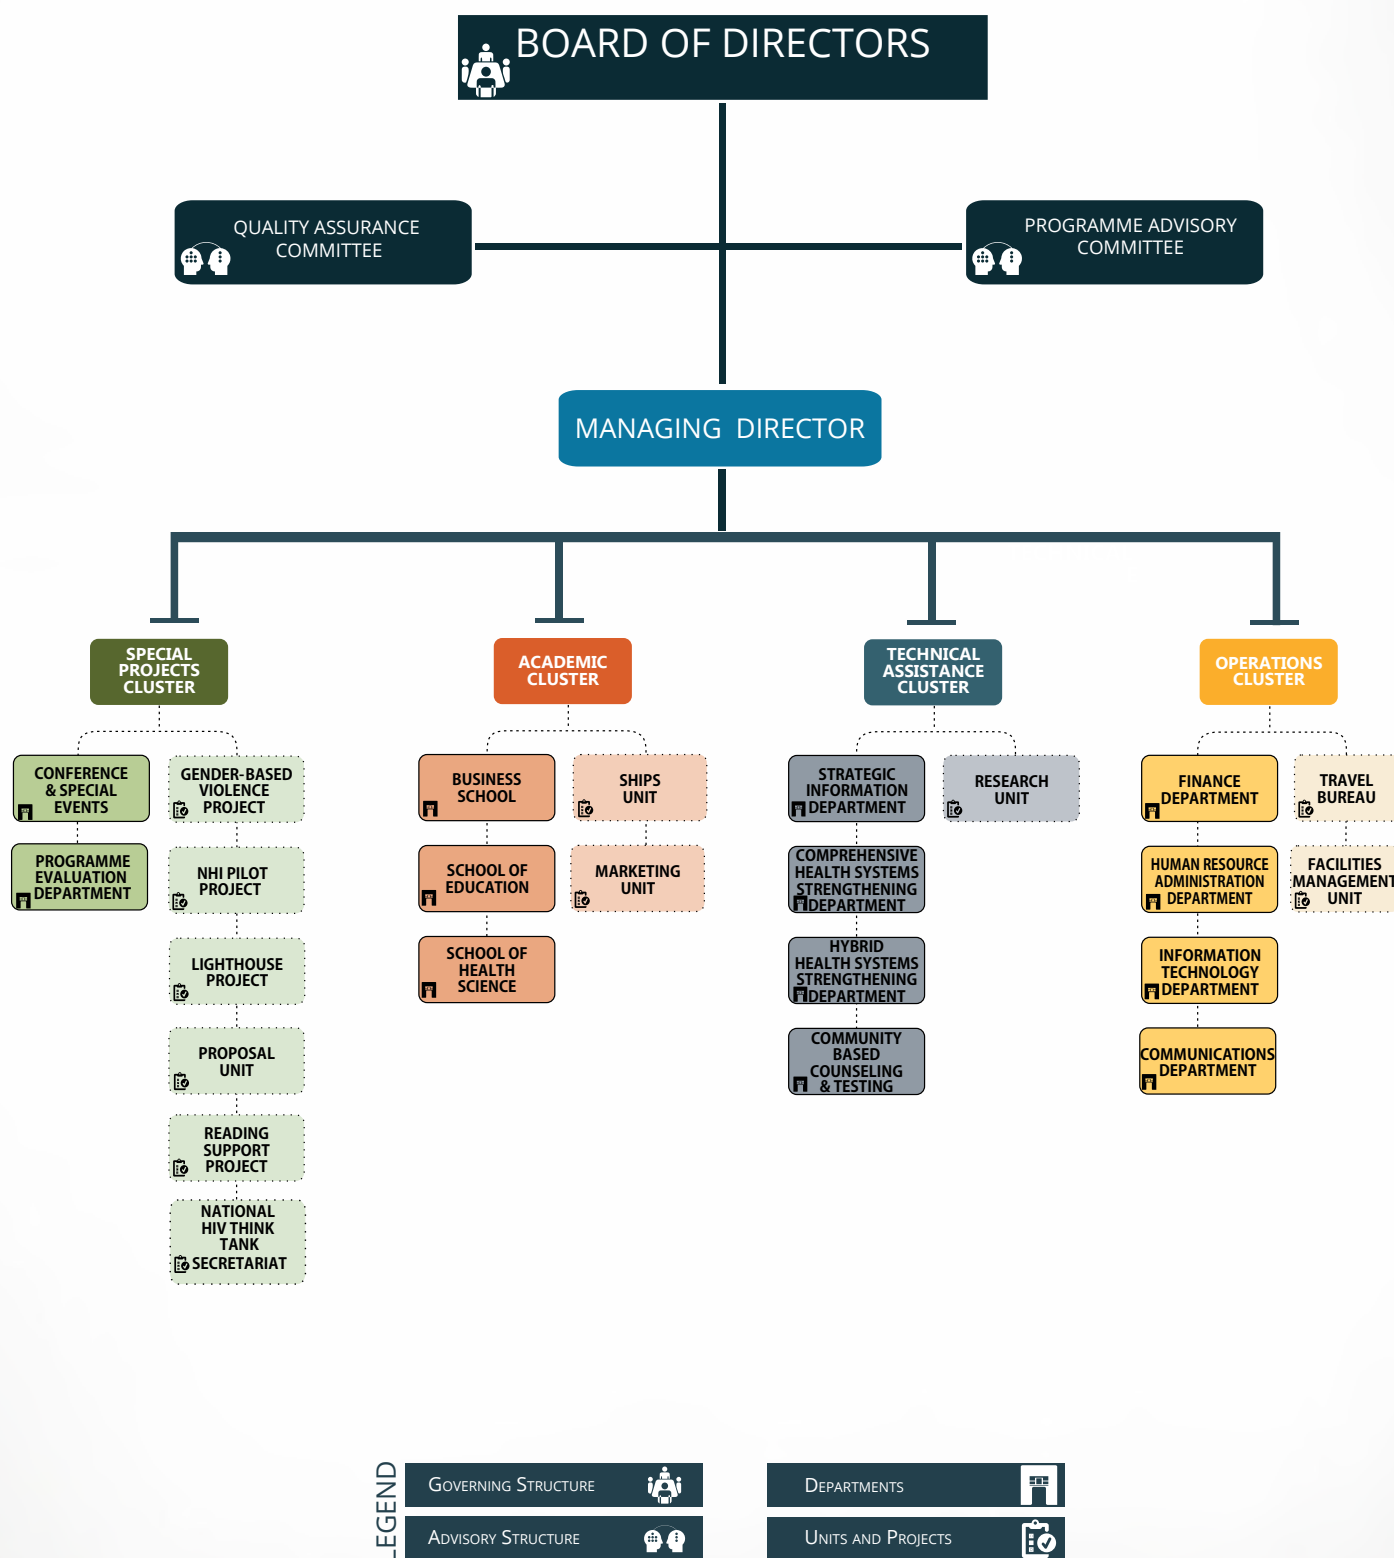 BOARD OF DIRECTORS
QUALITY ASSURANCE
COMMITTEE
PROGRAMME ADVISORY
COMMITTEE
MANAGING DIRECTOR
SPECIAL
PROJECTS
CLUSTER
CONFERENCE
& SPECIAL
EVENTS
PROGRAMME
EVALUATION
DEPARTMENT
GENDER-BASED
VIOLENCE
PROJECT
NHI PILOT
PROJECT
LIGHTHOUSE
PROJECT
PROPOSAL
UNIT
READING
SUPPORT
PROJECT
NATIONAL
HIV THINK
TANK
SECRETARIAT
ACADEMIC
CLUSTER
BUSINESS
SCHOOL
SCHOOL OF
EDUCATION
SCHOOL OF
HEALTH
SCIENCE
SHIPS
UNIT
MARKETING
UNIT
TECHNICAL
ASSISTANCE
CLUSTER
STRATEGIC
INFORMATION
DEPARTMENT
COMPREHENSIVE
HEALTH SYSTEMS
STRENGTHENING
DEPARTMENT
HYBRID
HEALTH SYSTEMS
STRENGTHENING
DEPARTMENT
COMMUNITY
BASED
COUNSELING
& TESTING
RESEARCH
UNIT
OPERATIONS
CLUSTER
FINANCE
DEPARTMENT
HUMAN RESOURCE
ADMINISTRATION
DEPARTMENT
INFORMATION
TECHNOLOGY
DEPARTMENT
COMMUNICATIONS
DEPARTMENT
TRAVEL
BUREAU
FACILITIES
MANAGEMENT
UNIT
LEGEND
GOVERNING STRUCTURE
ADVISORY STRUCTURE
DEPARTMENTS
UNITS AND PROJECTS